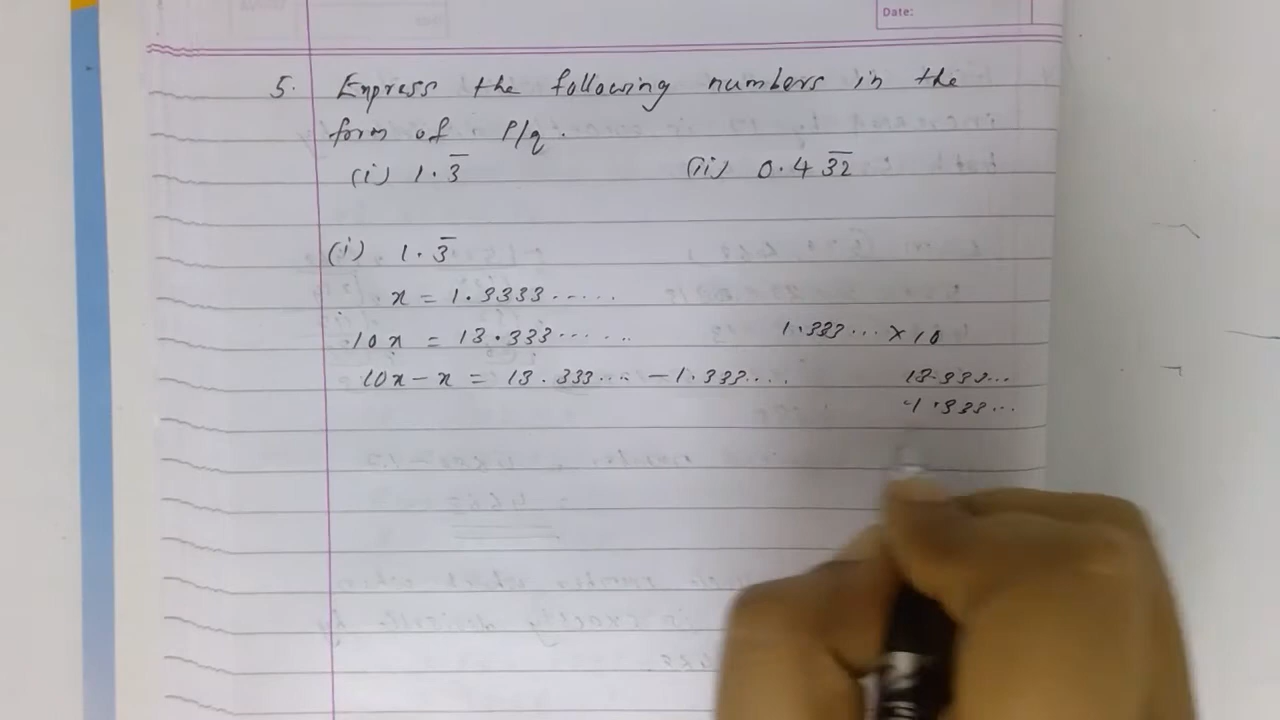 Date:
5. Express the following numbers in the
form of P/q.
(i) 1.3̅ (ii) 0.43̅2̅
(i) 1.3̅
x = 1.3333.....
10x = 13.333...... 1.333... × 10
10x - x = 13.333.... - 1.333.... 13.333...
-1.333...